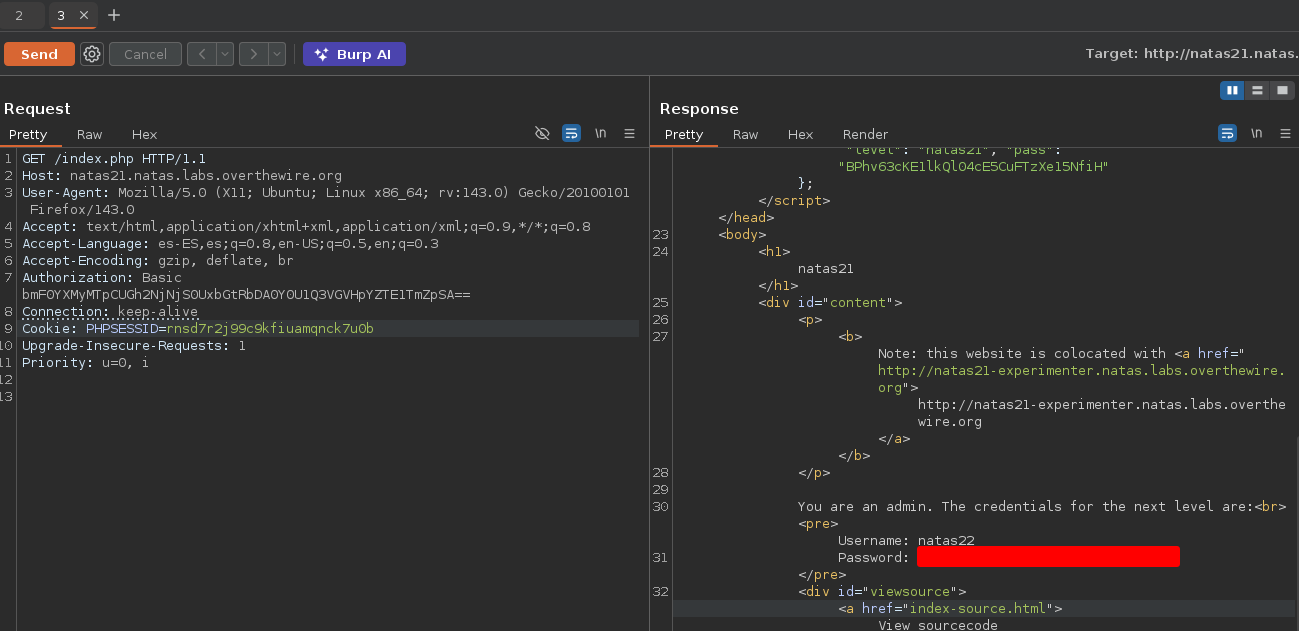 2 3 × +
Send Cancel < > Burp AI Target: http://natas21.natas.
Request
Pretty Raw Hex \n
1 GET /index.php HTTP/1.1
2 Host: natas21.natas.labs.overthewire.org
3 User-Agent: Mozilla/5.0 (X11; Ubuntu; Linux x86_64; rv:143.0) Gecko/20100101
Firefox/143.0
4 Accept: text/html,application/xhtml+xml,application/xml;q=0.9,*/*;q=0.8
5 Accept-Language: es-ES,es;q=0.8,en-US;q=0.5,en;q=0.3
6 Accept-Encoding: gzip, deflate, br
7 Authorization: Basic
bmF0YXMyMTpCUGh2NjNjS0UxbGtRbDA0Y0U1Q3VGVHpYZTE1TmZpSA==
8 Connection: keep-alive
9 Cookie: PHPSESSID=rnsd7r2j99c9kfiuamqnck7u0b
10 Upgrade-Insecure-Requests: 1
11 Priority: u=0, i
12
13
Response
Pretty Raw Hex Render \n
"level": "natas21", "pass":
"BPhv63cKE1lkQl04cE5CuFTzXe15NfiH"
};
</script>
</head>
23 <body>
24 <h1>
natas21
</h1>
25 <div id="content">
26 <p>
27 <b>
Note: this website is colocated with <a href="
http://natas21-experimenter.natas.labs.overthewire.
org">
http://natas21-experimenter.natas.labs.overthe
wire.org
</a>
</b>
28 </p>
29
30 You are an admin. The credentials for the next level are:<br>
<pre>
Username: natas22
31 Password:
</pre>
32 <div id="viewsource">
<a href="index-source.html">
View sourcecode